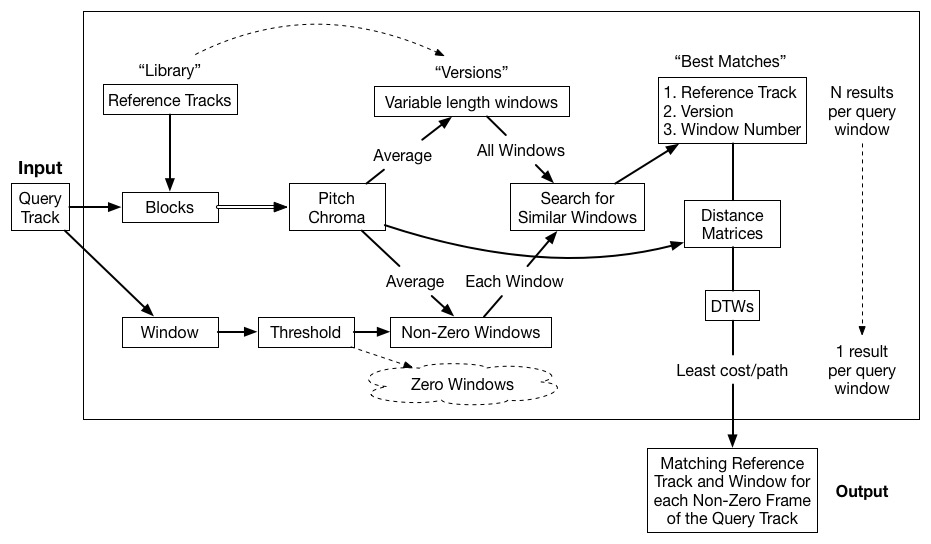 “Library”
Reference Tracks
“Versions”
Variable length windows
“Best Matches”
1. Reference Track
2. Version
3. Window Number
N results
per query
window
Average
All Windows
Input
Query
Track
Blocks
Pitch
Chroma
Search for
Similar Windows
Distance
Matrices
Average
Each Window
DTWs
Window
Threshold
Non-Zero Windows
Zero Windows
Least cost/path
1 result
per query
window
Matching Reference
Track and Window for
each Non-Zero Frame
of the Query Track
Output